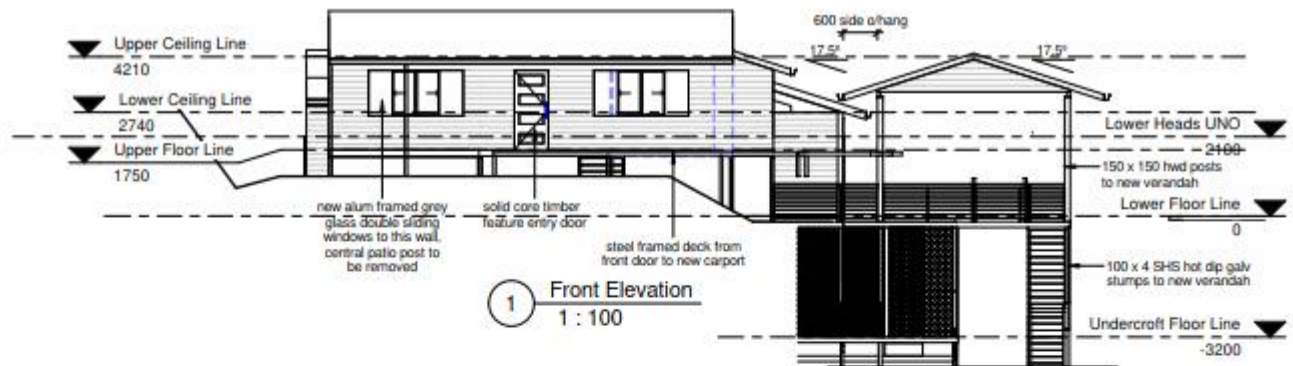 600 side o/hang
Upper Ceiling Line
4210
17.5°
17.5°
Lower Ceiling Line
2740
Lower Heads UNO
2100
Upper Floor Line
1750
150 x 150 hwd posts
to new verandah
new alum framed grey
glass double sliding
windows to this wall,
central patio post to
be removed
solid core timber
feature entry door
Lower Floor Line
0
steel framed deck from
front door to new carport
100 x 4 SHS hot dip galv
stumps to new verandah
1
Front Elevation
1 : 100
Undercroft Floor Line
-3200